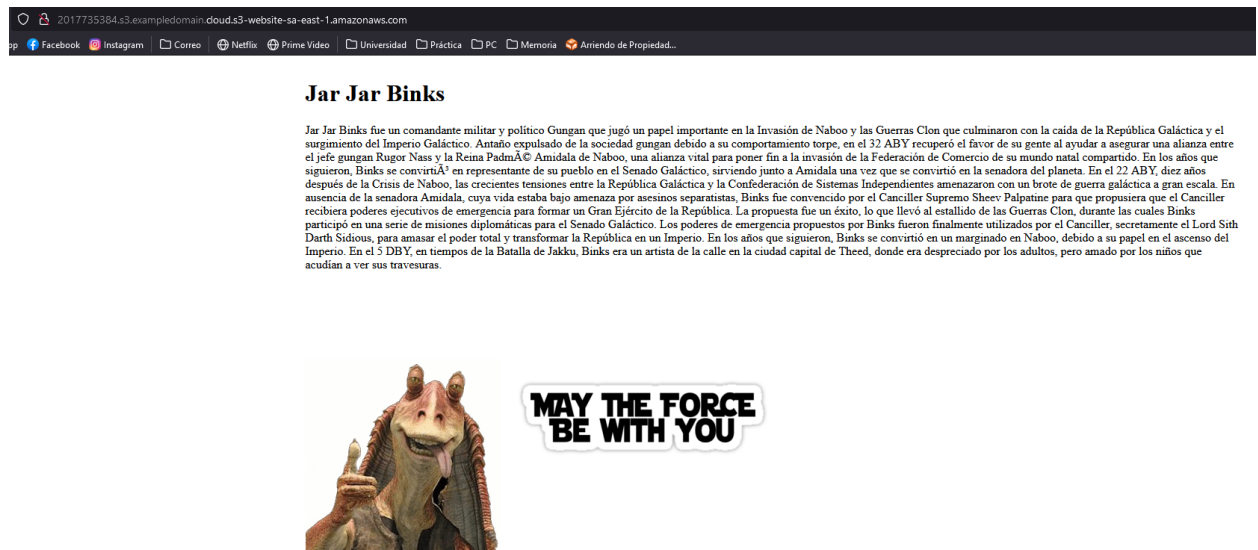 2017735384.s3.exampledomain.cloud.s3-website-sa-east-1.amazonaws.com
Facebook Instagram Correo Netflix Prime Video Universidad Práctica PC Memoria Arriendo de Propiedad...
Jar Jar Binks
Jar Jar Binks fue un comandante militar y político Gungan que jugó un papel importante en la Invasión de Naboo y las Guerras Clon que culminaron con la caída de la República Galáctica y el
surgimiento del Imperio Galáctico. Antaño expulsado de la sociedad gungan debido a su comportamiento torpe, en el 32 ABY recuperó el favor de su gente al ayudar a asegurar una alianza entre
el jefe gungan Rugor Nass y la Reina PadmÃ© Amidala de Naboo, una alianza vital para poner fin a la invasión de la Federación de Comercio de su mundo natal compartido. En los años que
siguieron, Binks se convirtiÃ³ en representante de su pueblo en el Senado Galáctico, sirviendo junto a Amidala una vez que se convirtió en la senadora del planeta. En el 22 ABY, diez años
después de la Crisis de Naboo, las crecientes tensiones entre la República Galáctica y la Confederación de Sistemas Independientes amenazaron con un brote de guerra galáctica a gran escala. En
ausencia de la senadora Amidala, cuya vida estaba bajo amenaza por asesinos separatistas, Binks fue convencido por el Canciller Supremo Sheev Palpatine para que propusiera que el Canciller
recibiera poderes ejecutivos de emergencia para formar un Gran Ejército de la República. La propuesta fue un éxito, lo que llevó al estallido de las Guerras Clon, durante las cuales Binks
participó en una serie de misiones diplomáticas para el Senado Galáctico. Los poderes de emergencia propuestos por Binks fueron finalmente utilizados por el Canciller, secretamente el Lord Sith
Darth Sidious, para amasar el poder total y transformar la República en un Imperio. En los años que siguieron, Binks se convirtió en un marginado en Naboo, debido a su papel en el ascenso del
Imperio. En el 5 DBY, en tiempos de la Batalla de Jakku, Binks era un artista de la calle en la ciudad capital de Theed, donde era despreciado por los adultos, pero amado por los niños que
acudían a ver sus travesuras.
MAY THE FORCE
BE WITH YOU